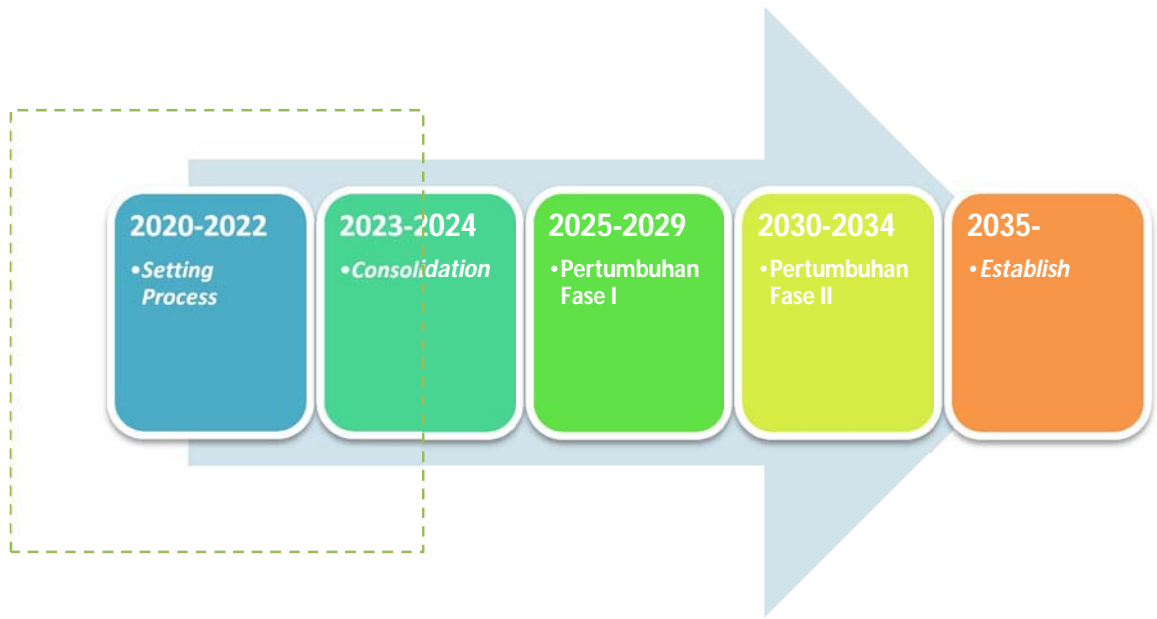 2020-2022
•Setting
Process
2023-2024
•Consolidation
2025-2029
•Pertumbuhan
Fase I
2030-2034
•Pertumbuhan
Fase II
2035-
•Establish